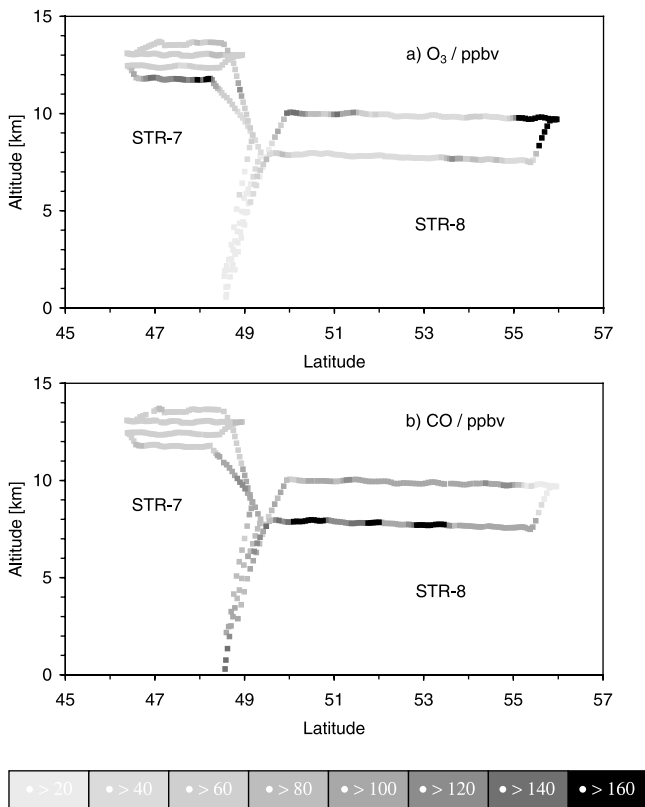 15
a) O₃ / ppbv
10
STR-7
Altitude [km]
5
STR-8
0
45 47 49 51 53 55 57
Latitude
15
b) CO / ppbv
10
STR-7
Altitude [km]
5
STR-8
0
45 47 49 51 53 55 57
Latitude
• > 20 • > 40 • > 60 • > 80 • > 100 • > 120 • > 140 • > 160